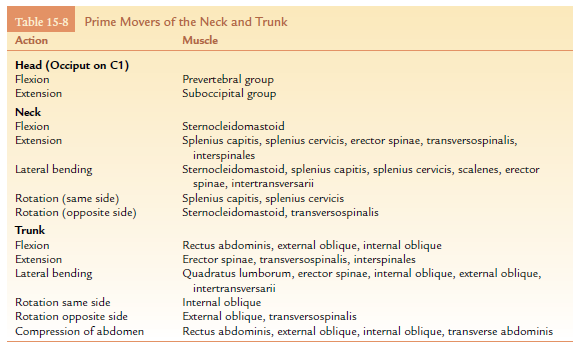 Table 15-8 Prime Movers of the Neck and Trunk
Action Muscle
Head (Occiput on C1)
Flexion Prevertebral group
Extension Suboccipital group
Neck
Flexion Sternocleidomastoid
Extension Splenius capitis, splenius cervicis, erector spinae, transversospinalis,
interspinales
Lateral bending Sternocleidomastoid, splenius capitis, splenius cervicis, scalenes, erector
spinae, intertransversarii
Rotation (same side) Splenius capitis, splenius cervicis
Rotation (opposite side) Sternocleidomastoid, transversospinalis
Trunk
Flexion Rectus abdominis, external oblique, internal oblique
Extension Erector spinae, transversospinalis, interspinales
Lateral bending Quadratus lumborum, erector spinae, internal oblique, external oblique,
intertransversarii
Rotation same side Internal oblique
Rotation opposite side External oblique, transversospinalis
Compression of abdomen Rectus abdominis, external oblique, internal oblique, transverse abdominis